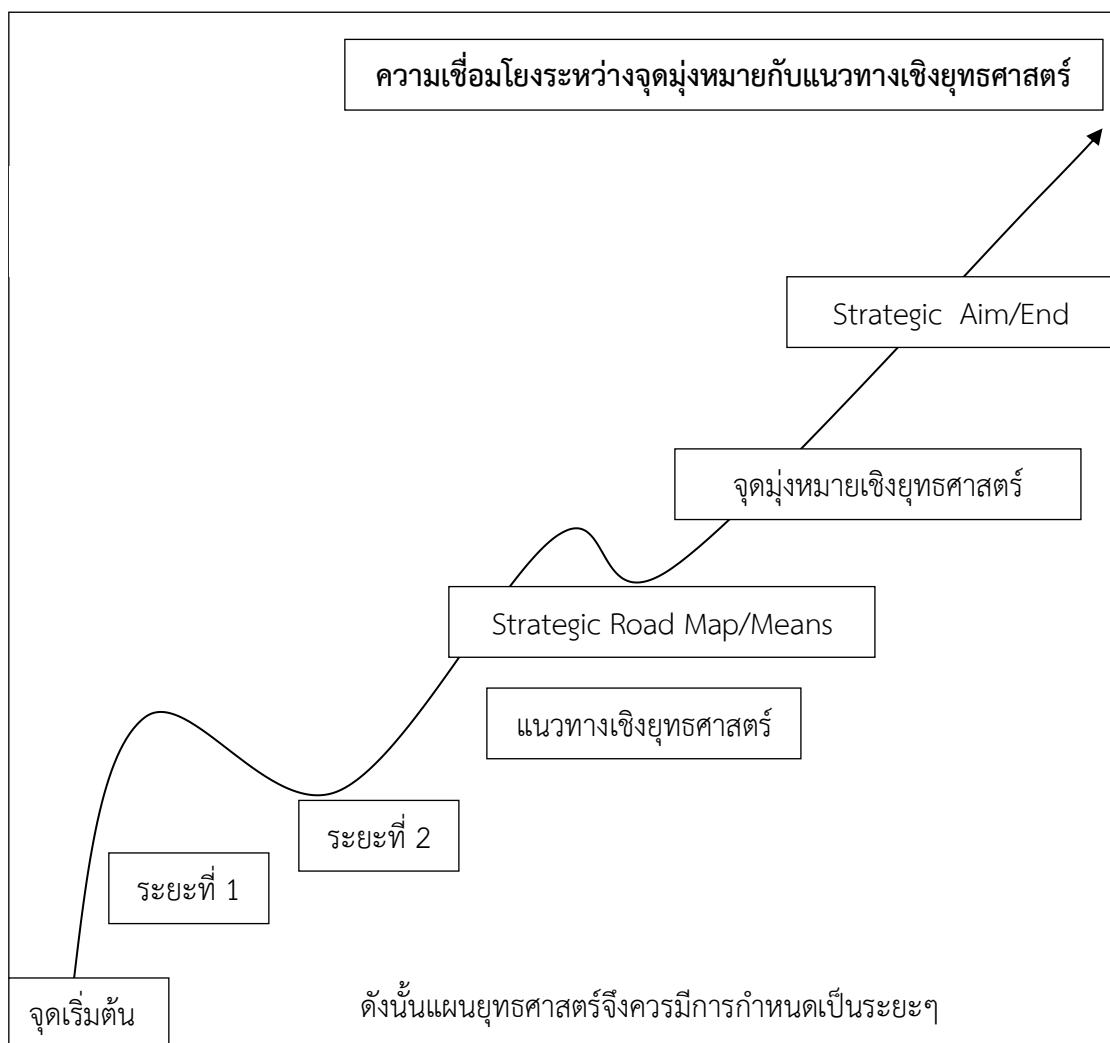 ความเชื่อมโยงระหว่างจุดมุ่งหมายกับแนวทางเชิงยุทธศาสตร์
Strategic Aim/End
จุดมุ่งหมายเชิงยุทธศาสตร์
Strategic Road Map/Means
แนวทางเชิงยุทธศาสตร์
ระยะที่ 2
ระยะที่ 1
จุดเริ่มต้น
ดังนั้นแผนยุทธศาสตร์จึงควรมีการกำหนดเป็นระยะๆ